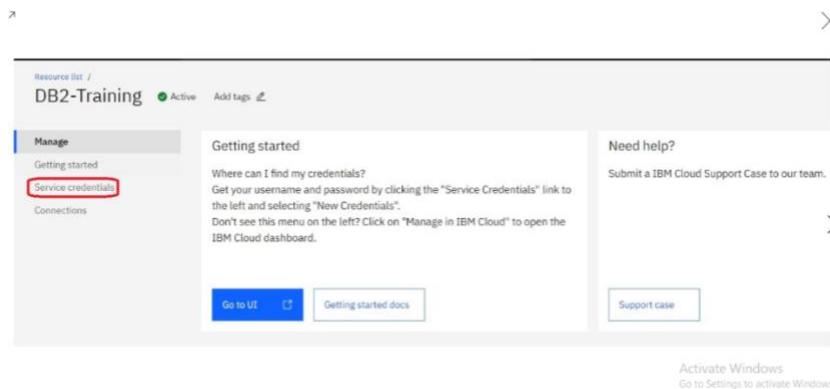 Resource list /
DB2-Training Active Add tags
Manage
Getting started
Service credentials
Connections
Getting started
Where can I find my credentials?
Get your username and password by clicking the "Service Credentials" link to
the left and selecting "New Credentials".
Don't see this menu on the left? Click on "Manage in IBM Cloud" to open the
IBM Cloud dashboard.
Go to UI
Getting started docs
Need help?
Submit a IBM Cloud Support Case to our team.
Support case
Activate Windows
Go to Settings to activate Windows